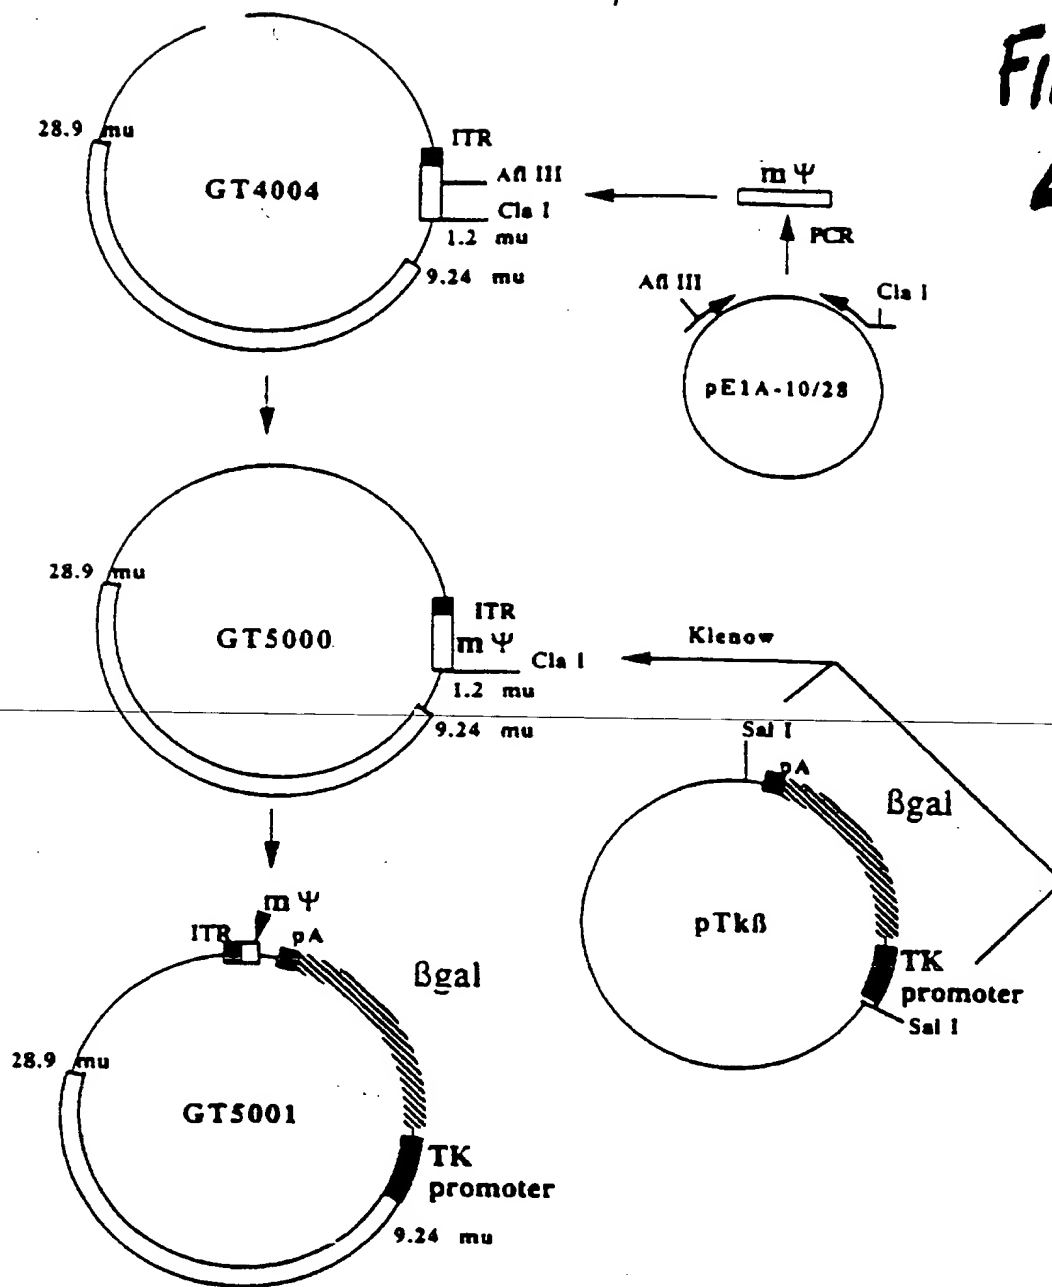 28.9 mu
GT4004
ITR
Afl III
Cla I
1.2 mu
9.24 mu
m Ψ
PCR
Afl III
Cla I
pE1A-10/28
28.9 mu
GT5000
ITR
m Ψ
Cla I
1.2 mu
9.24 mu
Klenow
Sal I
pA
ßgal
pTkß
TK
promoter
Sal I
m Ψ
ITR
pA
ßgal
28.9 mu
GT5001
TK
promoter
9.24 mu